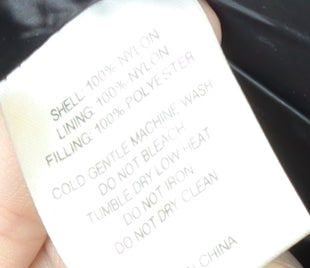 SHELL: 100% NYLON
LINING: 100% NYLON
FILLING: 100% POLYESTER
COLD GENTLE MACHINE WASH
DO NOT BLEACH
TUMBLE DRY LOW HEAT
DO NOT IRON
DO NOT DRY CLEAN
IN CHINA